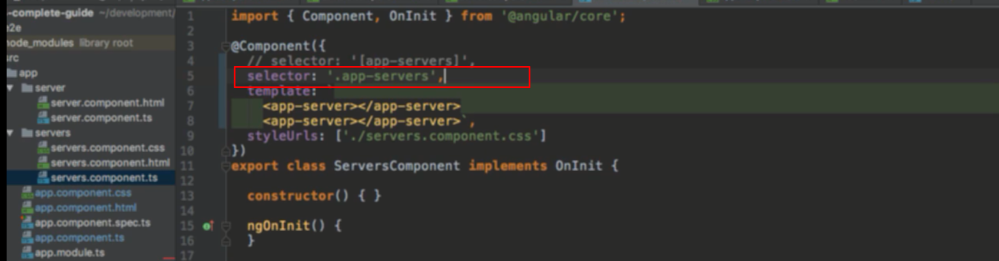 -complete-guide ~/development/
e2e
node_modules library root
src
app
server
server.component.html
server.component.ts
servers
servers.component.css
servers.component.html
servers.component.ts
app.component.css
app.component.html
app.component.spec.ts
app.component.ts
app.module.ts
1 import { Component, OnInit } from '@angular/core';
2
3 @Component({
4 // selector: '[app-servers]',
5 selector: '.app-servers',
6 template: `
7 <app-server></app-server>
8 <app-server></app-server>`,
9 styleUrls: ['./servers.component.css']
10 })
11 export class ServersComponent implements OnInit {
12
13 constructor() { }
14
15 ngOnInit() {
16 }
17